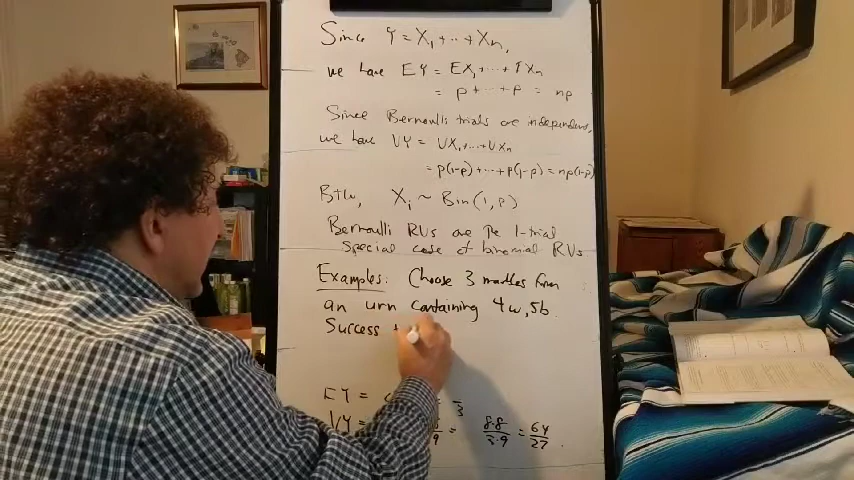 Since Y = X₁ + ·· + Xₙ,
we have EY = EX₁ + ··· + EXₙ
= p + ··· + p = np
Since Bernoulli trials are independent,
we have VY = VX₁ + ··· + VXₙ
= p(1-p) + ··· + p(1-p) = np(1-p)
Btw, Xᵢ ~ Bin(1, p)
Bernoulli RVs are the 1-trial
special case of binomial RVs
Examples: Choose 3 marbles from
an urn containing 4w, 5b
Success
EY =
VY = 8·8 = 64
9 27